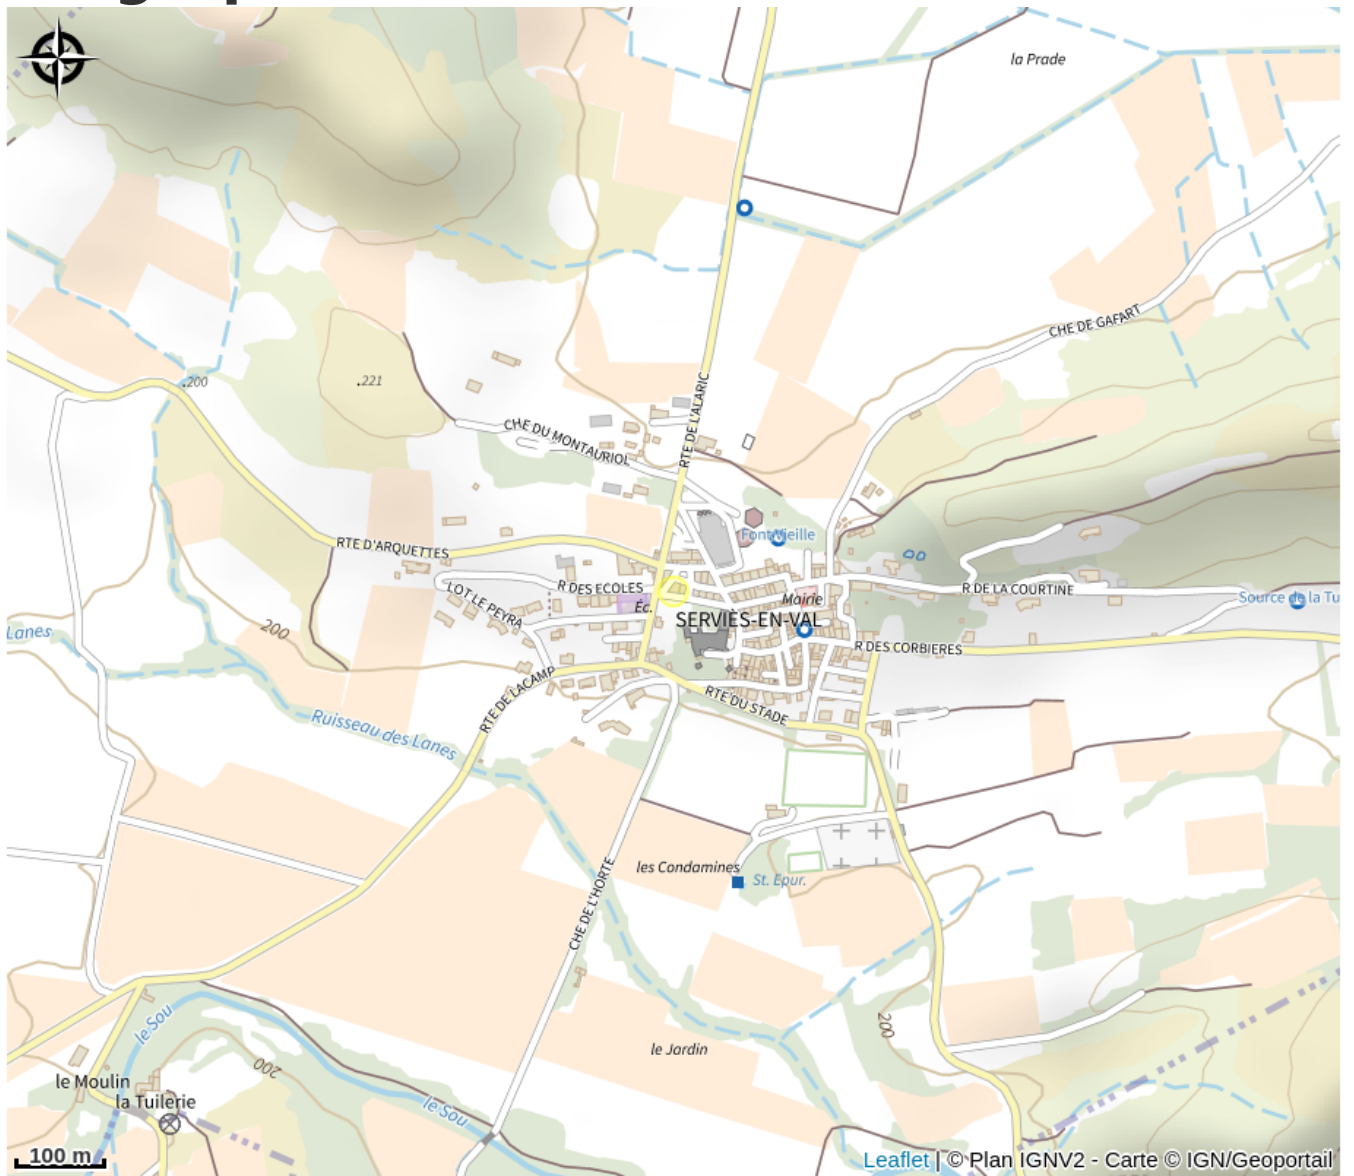 la Prade
CHE DE GAFART
.200
.221
RTE DE L'ALARIC
CHE DU MONTAURIOL
Font Vieille
RTE D'ARQUETTES
R DES ECOLES
LOT LE PEYRA
Éc.
Mairie
SERVIÈS-EN-VAL
R DE LA COURTINE
Source de la Tu
Lanes
200
R DES CORBIERES
RTE DE LACAMP
RTE DU STADE
Ruisseau des Lanes
les Condamines
St. Epur.
CHE DE L'HORTE
le Sou
200
le Jardin
200
le Moulin
la Tuilerie
le Sou
100 m
Leaflet | © Plan IGNV2 - Carte © IGN/Geoportail